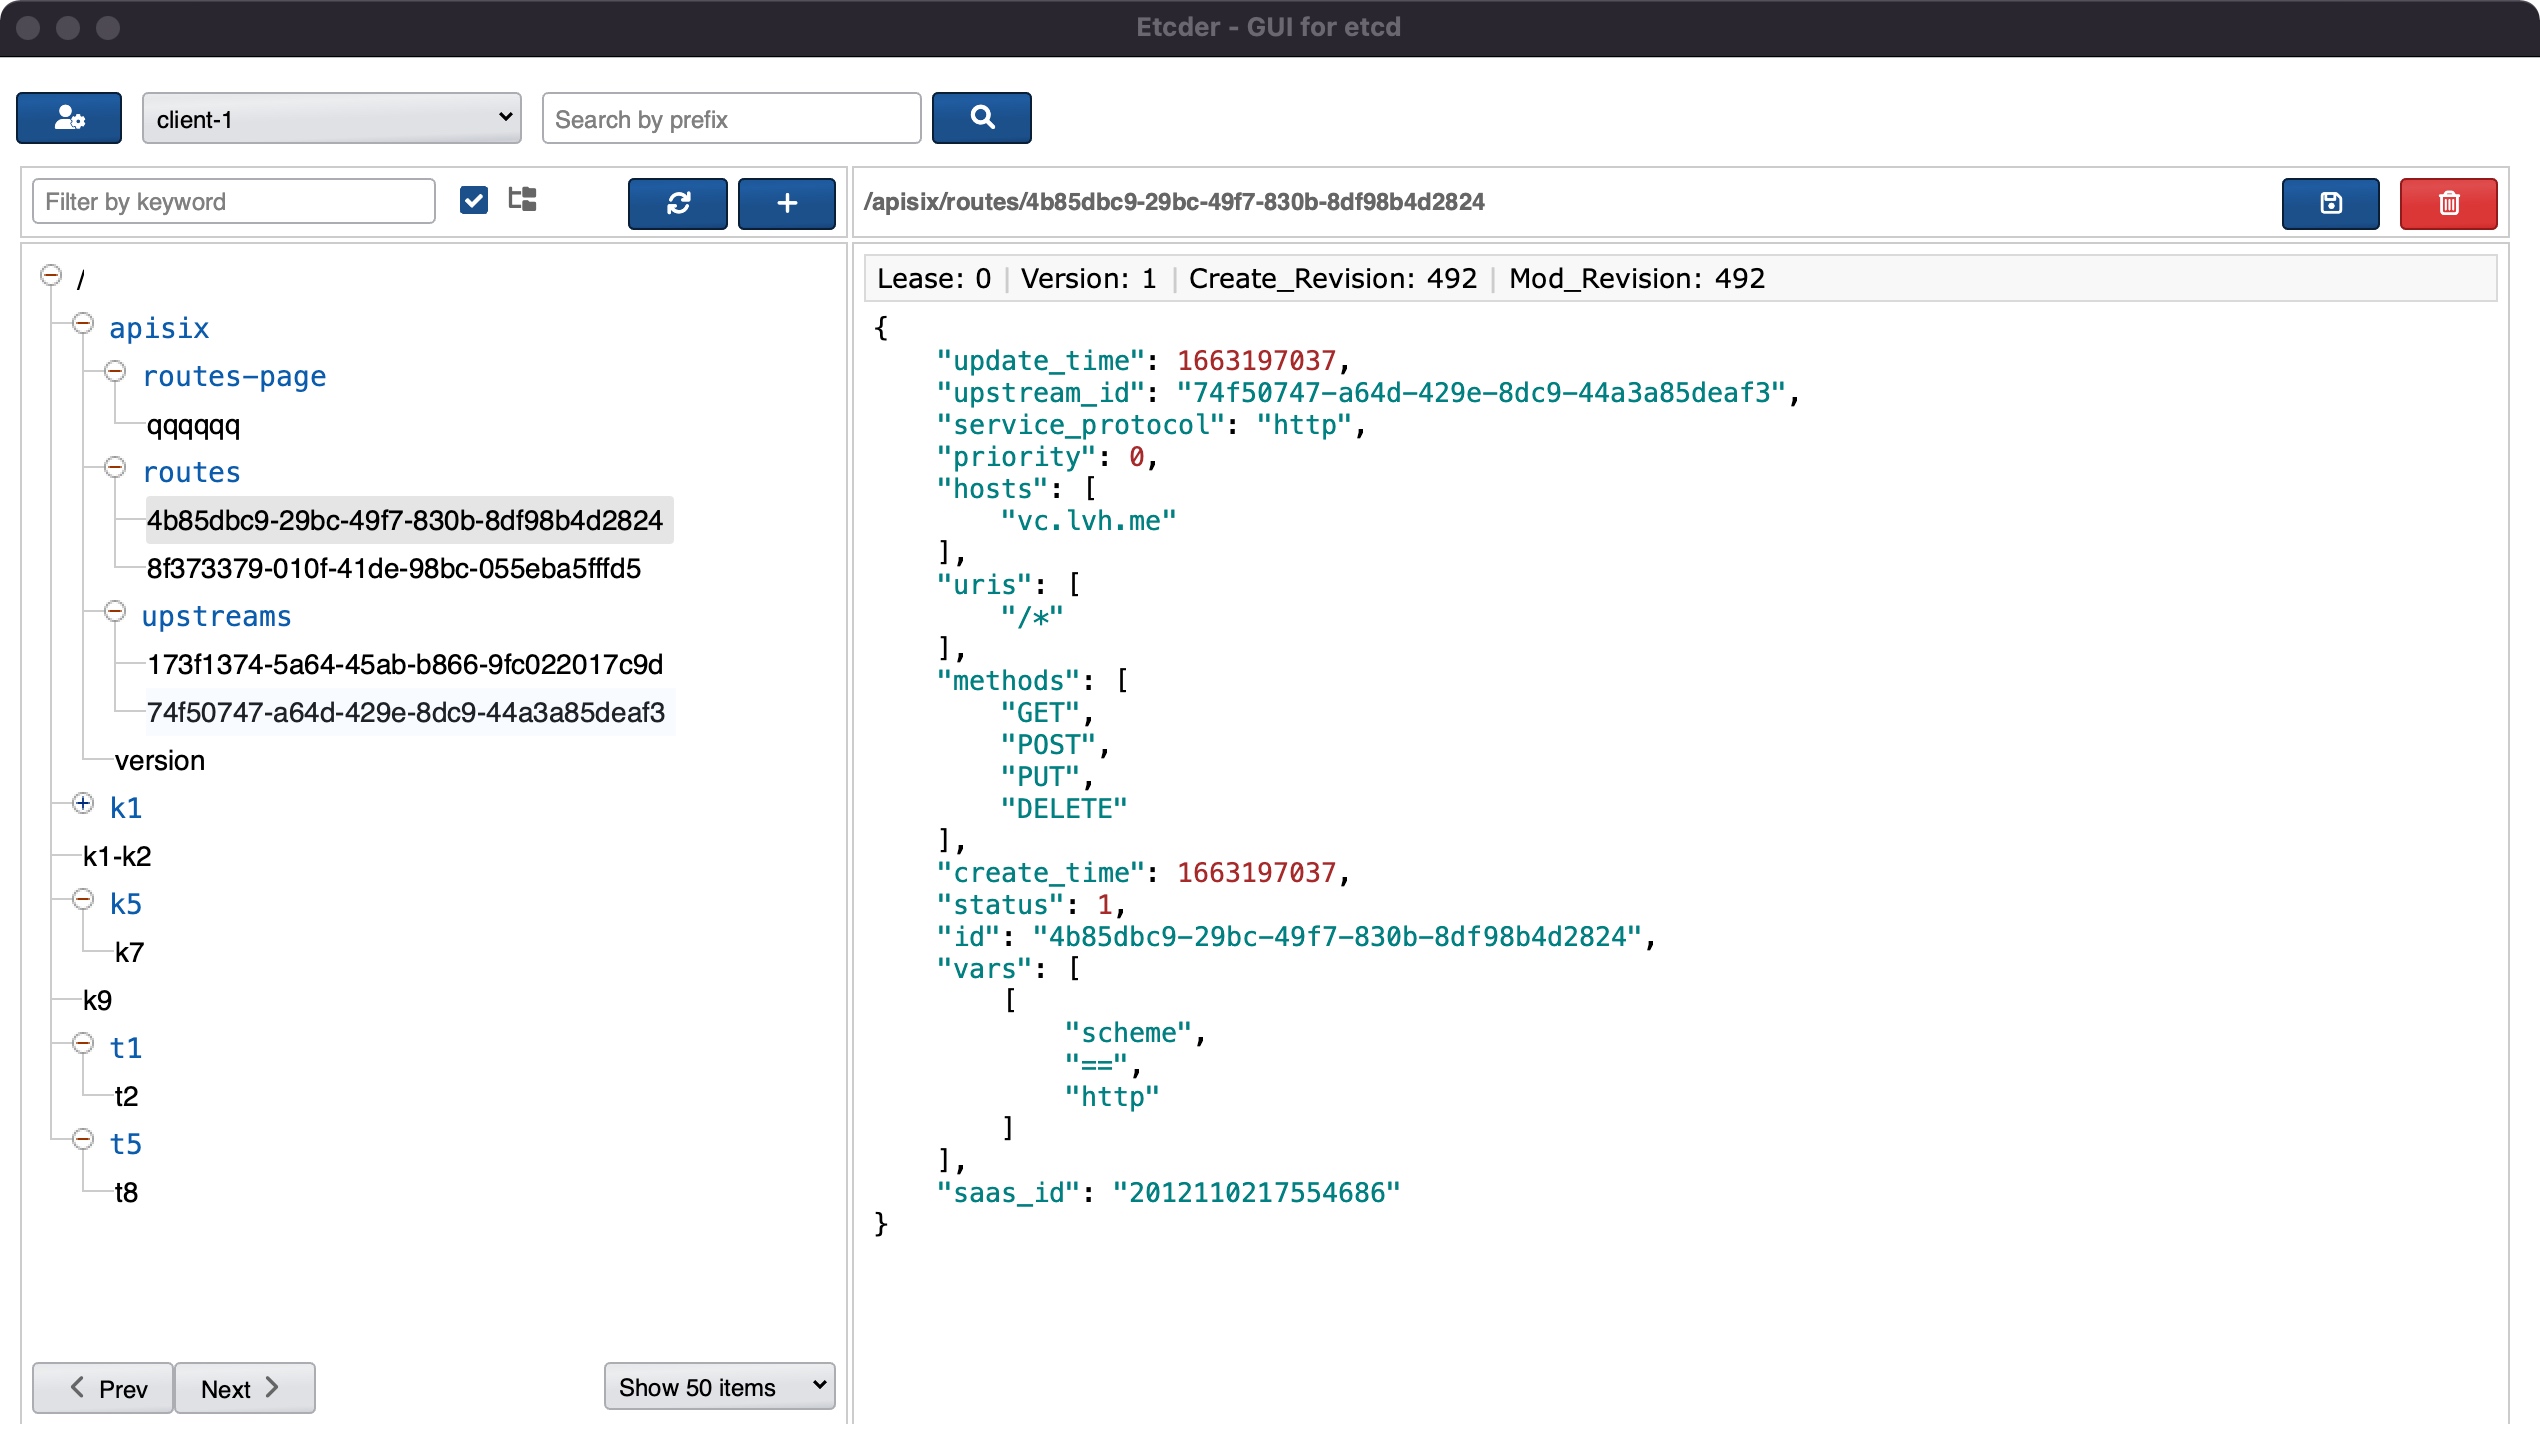 Etcder - GUI for etcd
client-1
Search by prefix
Filter by keyword
/
apisix
routes-page
qqqqqq
routes
4b85dbc9-29bc-49f7-830b-8df98b4d2824
8f373379-010f-41de-98bc-055eba5fffd5
upstreams
173f1374-5a64-45ab-b866-9fc022017c9d
74f50747-a64d-429e-8dc9-44a3a85deaf3
version
k1
k1-k2
k5
k7
k9
t1
t2
t5
t8
Prev
Next
Show 50 items
/apisix/routes/4b85dbc9-29bc-49f7-830b-8df98b4d2824
Lease: 0 | Version: 1 | Create_Revision: 492 | Mod_Revision: 492
{
"update_time": 1663197037,
"upstream_id": "74f50747-a64d-429e-8dc9-44a3a85deaf3",
"service_protocol": "http",
"priority": 0,
"hosts": [
"vc.lvh.me"
],
"uris": [
"/*"
],
"methods": [
"GET",
"POST",
"PUT",
"DELETE"
],
"create_time": 1663197037,
"status": 1,
"id": "4b85dbc9-29bc-49f7-830b-8df98b4d2824",
"vars": [
[
"scheme",
"==",
"http"
]
],
"saas_id": "2012110217554686"
}